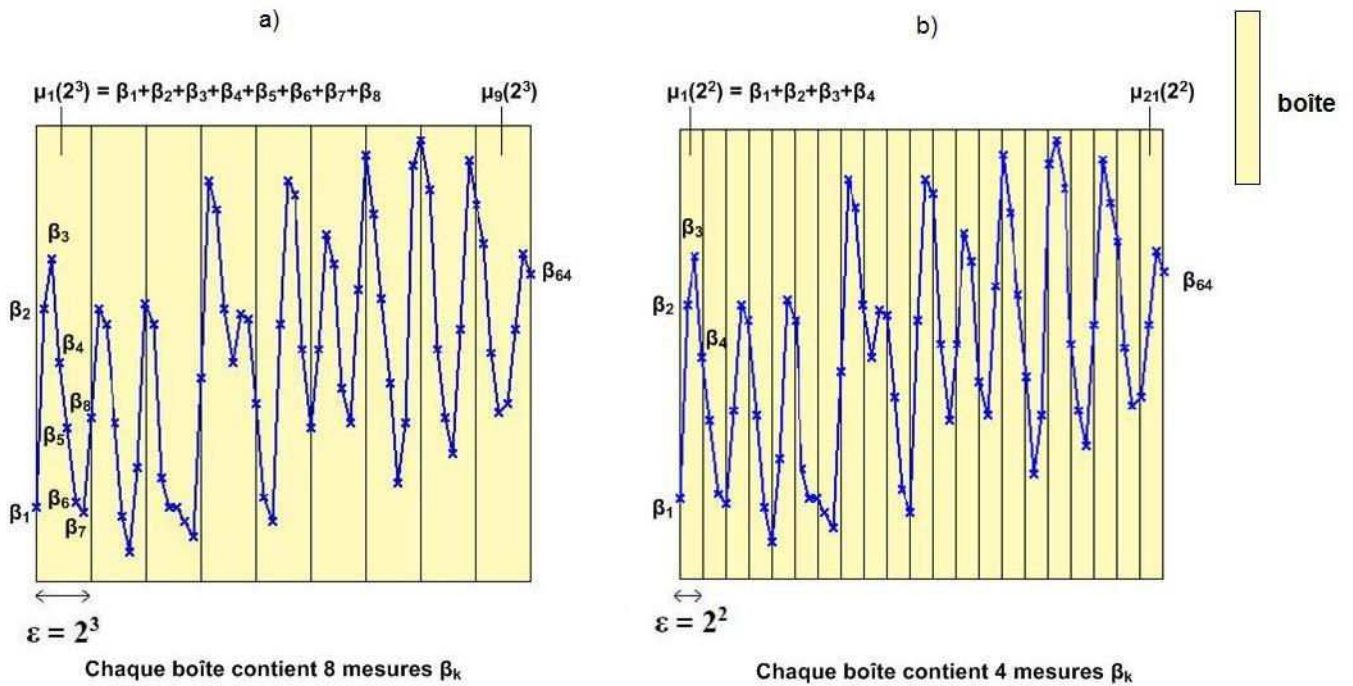 a)
b)
μ₁(2³) = β₁+β₂+β₃+β₄+β₅+β₆+β₇+β₈
μ₉(2³)
μ₁(2²) = β₁+β₂+β₃+β₄
μ₂₁(2²)
boîte
β₃
β₂
β₄
β₈
β₅
β₆
β₁
β₇
β₆₄
β₃
β₂
β₄
β₁
β₆₄
ε = 2³
ε = 2²
Chaque boîte contient 8 mesures βₖ
Chaque boîte contient 4 mesures βₖ